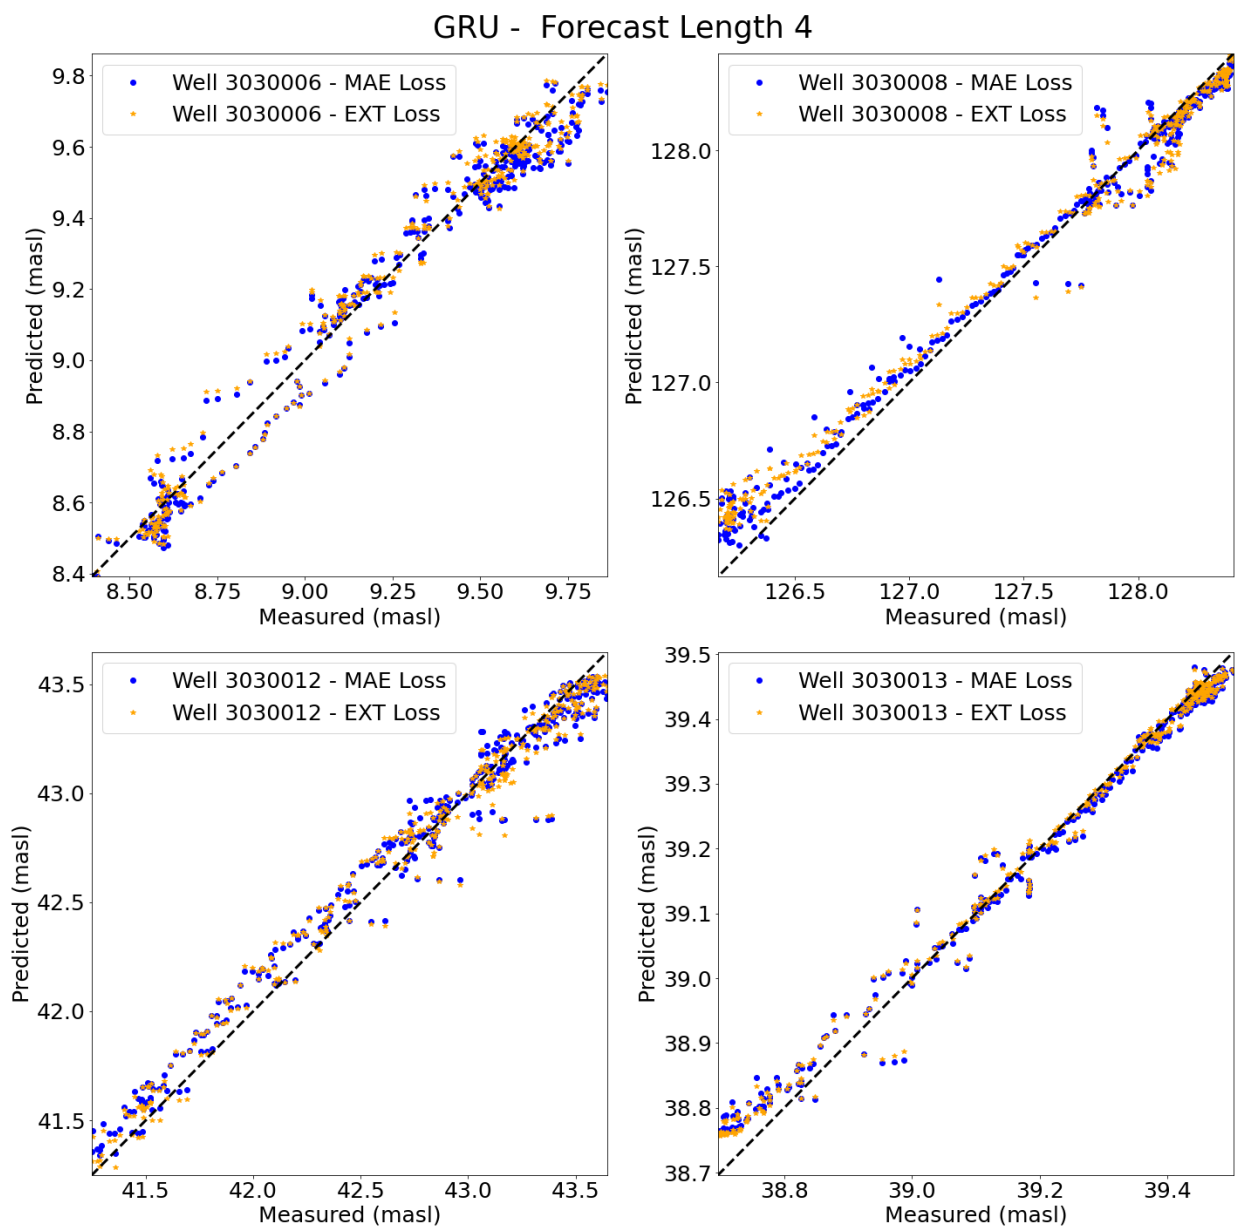 GRU -  Forecast Length 4
Well 3030006 - MAE Loss
Well 3030006 - EXT Loss
9.8
9.6
9.4
9.2
9.0
8.8
8.6
8.4
Predicted (masl)
8.50 8.75 9.00 9.25 9.50 9.75
Measured (masl)
Well 3030008 - MAE Loss
Well 3030008 - EXT Loss
128.0
127.5
127.0
126.5
Predicted (masl)
126.5 127.0 127.5 128.0
Measured (masl)
Well 3030012 - MAE Loss
Well 3030012 - EXT Loss
43.5
43.0
42.5
42.0
41.5
Predicted (masl)
41.5 42.0 42.5 43.0 43.5
Measured (masl)
Well 3030013 - MAE Loss
Well 3030013 - EXT Loss
39.5
39.4
39.3
39.2
39.1
39.0
38.9
38.8
38.7
Predicted (masl)
38.8 39.0 39.2 39.4
Measured (masl)